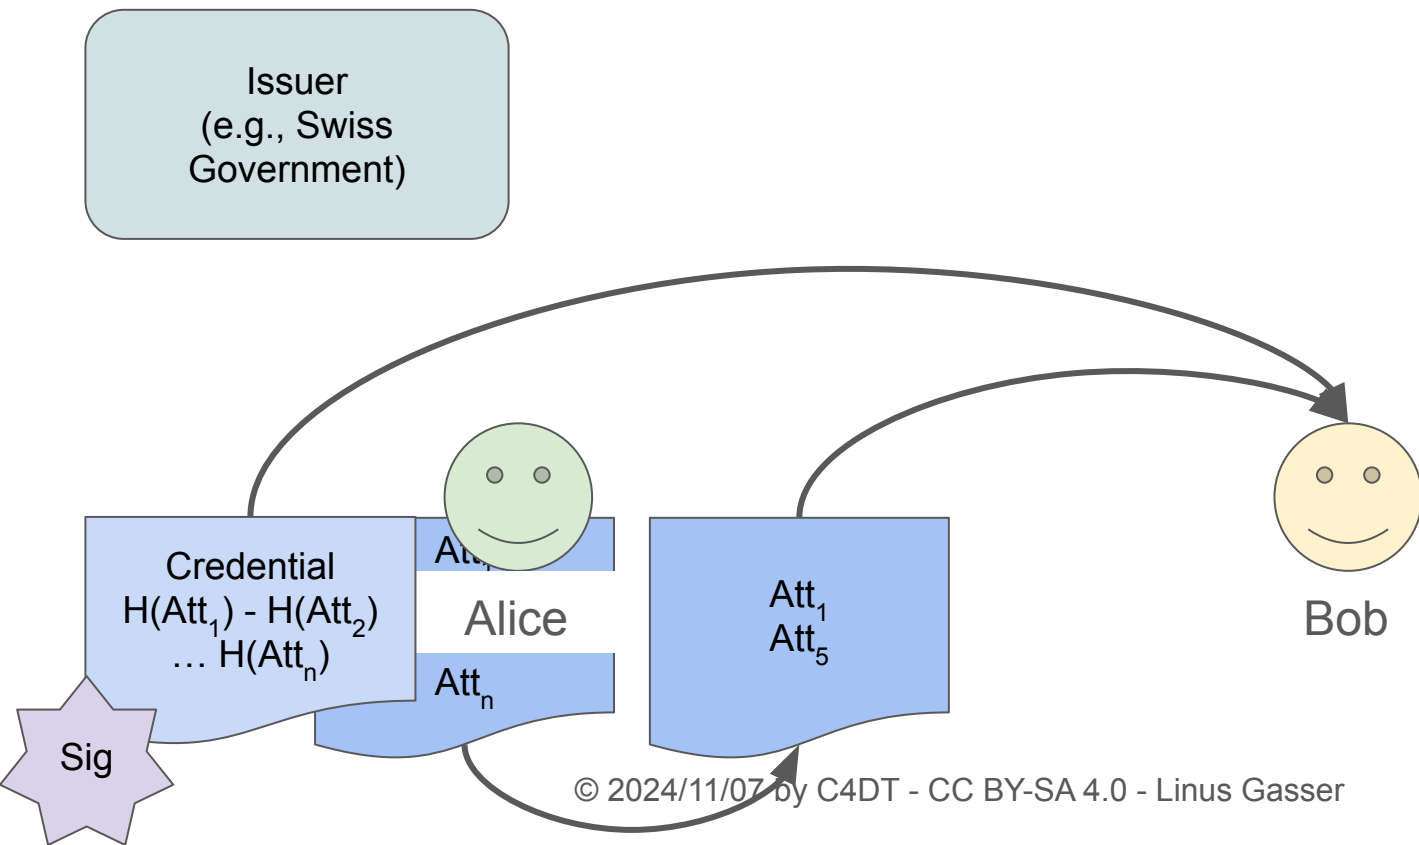 Issuer
(e.g., Swiss
Government)
Credential
H(Att1) - H(Att2)
… H(Attn)
Sig
Alice
Attn
Att1
Att5
Bob
© 2024/11/07 by C4DT - CC BY-SA 4.0 - Linus Gasser